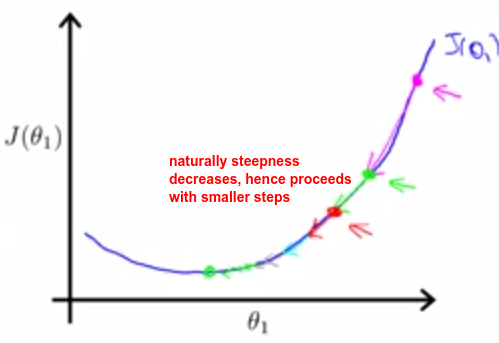 J(θ₁)
J(θ₁)
naturally steepness
decreases, hence proceeds
with smaller steps
θ₁